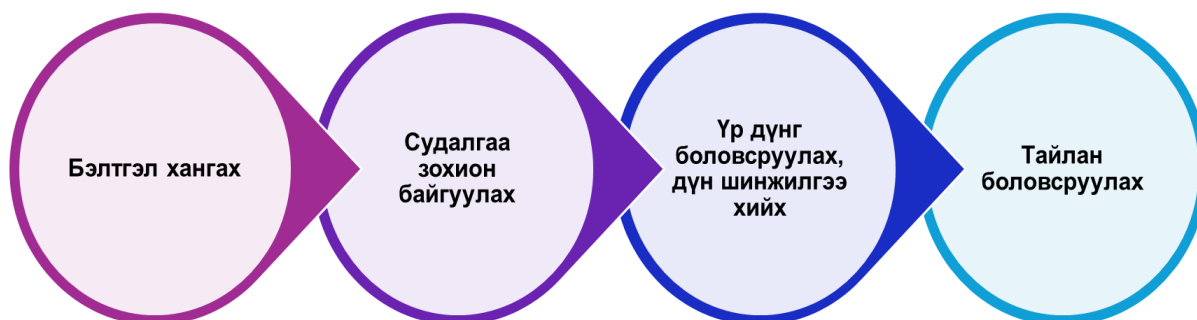 Бэлтгэл хангах
Судалгаа
зохион
байгуулах
Үр дүнг
боловсруулах,
дүн шинжилгээ
хийх
Тайлан
боловсруулах